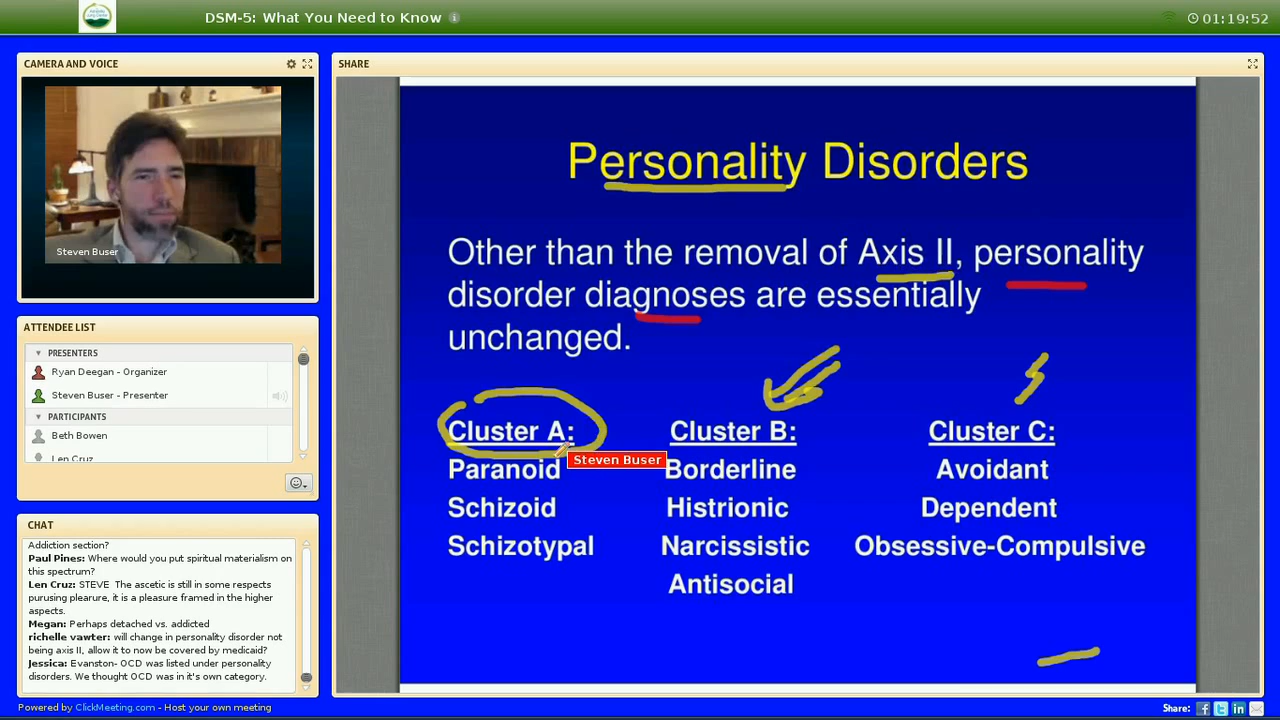 DSM-5: What You Need to Know
01:19:52
CAMERA AND VOICE
Steven Buser
ATTENDEE LIST
PRESENTERS
Ryan Deegan - Organizer
Steven Buser - Presenter
PARTICIPANTS
Beth Bowen
Len Cruz
CHAT
Addiction section?
Paul Pines: Where would you put spiritual materialism on
this spectrum?
Len Cruz: STEVE The ascetic is still in some respects
purusing plearure, it is a pleasure framed in the higher
aspects.
Megan: Perhaps detached vs. addicted
richelle vawter: will change in personality disorder not
being axis II, allow it to now be covered by medicaid?
Jessica: Evanston- OCD was listed under personality
disorders. We thought OCD was in it's own category.
SHARE
Personality Disorders
Other than the removal of Axis II, personality
disorder diagnoses are essentially
unchanged.
Cluster A:
Paranoid
Schizoid
Schizotypal
Steven Buser
Cluster B:
Borderline
Histrionic
Narcissistic
Antisocial
Cluster C:
Avoidant
Dependent
Obsessive-Compulsive
Powered by ClickMeeting.com - Host your own meeting
Share: